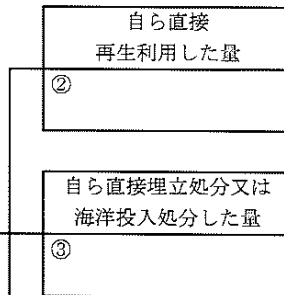 自ら直接
再生利用した量
②
自ら直接埋立処分又は
海洋投入処分した量
③